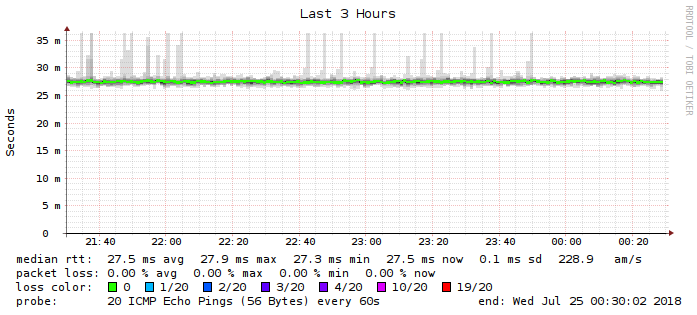 Last 3 Hours
RRDTOOL / TOBI OETIKER
Seconds
35 m
30 m
25 m
20 m
15 m
10 m
5 m
0
21:40 22:00 22:20 22:40 23:00 23:20 23:40 00:00 00:20
median rtt: 27.5 ms avg 27.9 ms max 27.3 ms min 27.5 ms now 0.1 ms sd 228.9 am/s
packet loss: 0.00 % avg 0.00 % max 0.00 % min 0.00 % now
loss color: 0 1/20 2/20 3/20 4/20 10/20 19/20
probe: 20 ICMP Echo Pings (56 Bytes) every 60s end: Wed Jul 25 00:30:02 2018